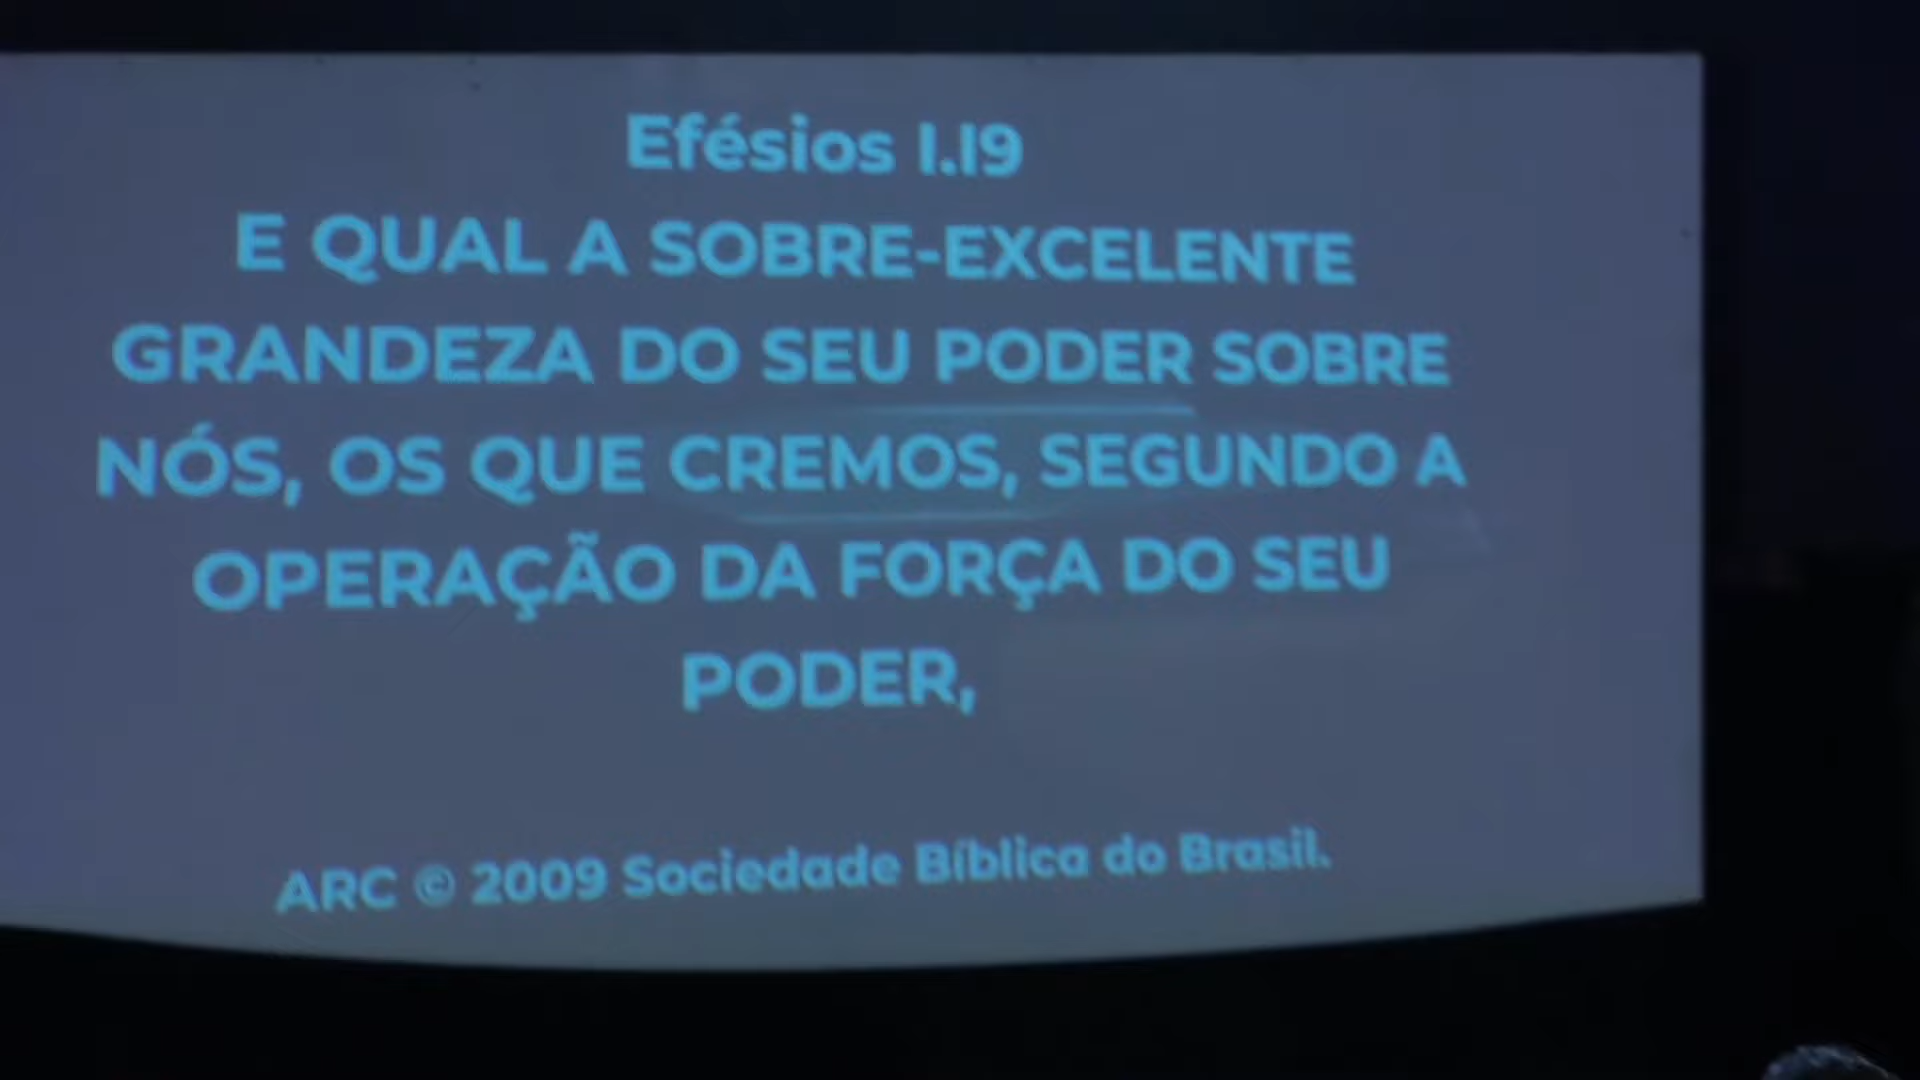 Efésios 1.19
E QUAL A SOBRE-EXCELENTE
GRANDEZA DO SEU PODER SOBRE
NÓS, OS QUE CREMOS, SEGUNDO A
OPERAÇÃO DA FORÇA DO SEU
PODER,
ARC © 2009 Sociedade Bíblica do Brasil.